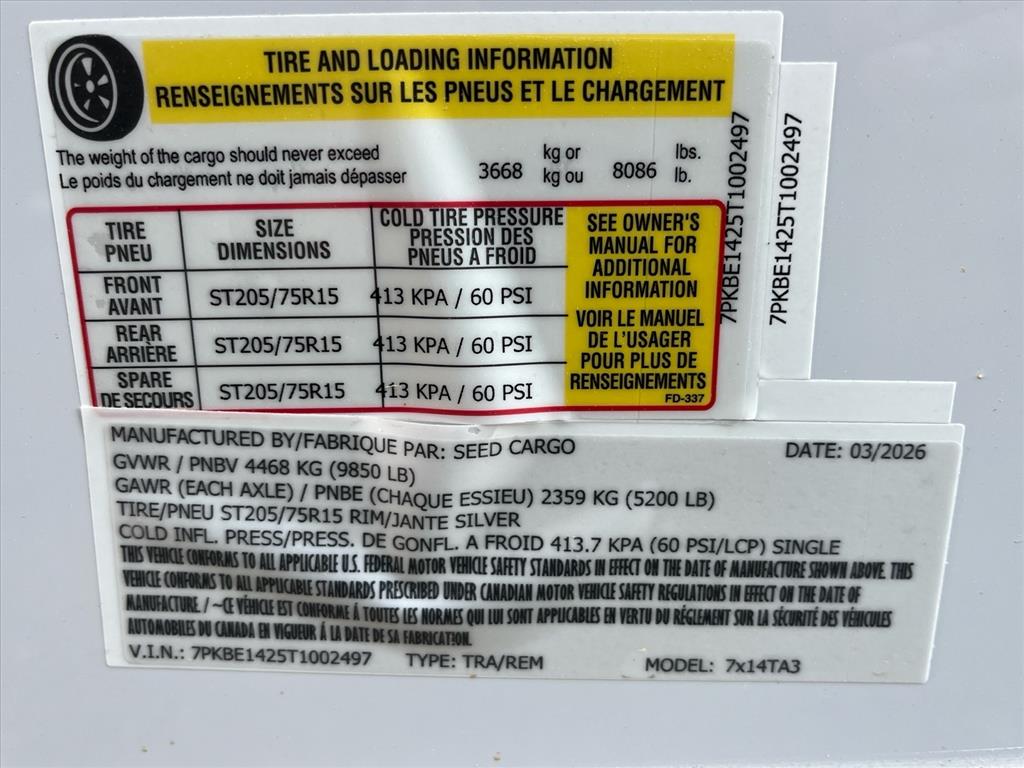 TIRE AND LOADING INFORMATION
RENSEIGNEMENTS SUR LES PNEUS ET LE CHARGEMENT
The weight of the cargo should never exceed 3668 kg or 8086 lbs.
Le poids du chargement ne doit jamais dépasser kg ou lb.
TIRE PNEU
SIZE DIMENSIONS
COLD TIRE PRESSURE
PRESSION DES
PNEUS A FROID
FRONT AVANT ST205/75R15 413 KPA / 60 PSI
REAR ARRIÈRE ST205/75R15 413 KPA / 60 PSI
SPARE DE SECOURS ST205/75R15 413 KPA / 60 PSI
SEE OWNER'S
MANUAL FOR
ADDITIONAL
INFORMATION
VOIR LE MANUEL
DE L'USAGER
POUR PLUS DE
RENSEIGNEMENTS
FD-337
7PKBE1425T1002497
7PKBE1425T1002497
MANUFACTURED BY/FABRIQUE PAR: SEED CARGO DATE: 03/2026
GVWR / PNBV 4468 KG (9850 LB)
GAWR (EACH AXLE) / PNBE (CHAQUE ESSIEU) 2359 KG (5200 LB)
TIRE/PNEU ST205/75R15 RIM/JANTE SILVER
COLD INFL. PRESS/PRESS. DE GONFL. A FROID 413.7 KPA (60 PSI/LCP) SINGLE
THIS VEHICLE CONFORMS TO ALL APPLICABLE U.S. FEDERAL MOTOR VEHICLE SAFETY STANDARDS IN EFFECT ON THE DATE OF MANUFACTURE SHOWN ABOVE. THIS
VEHICLE CONFORMS TO ALL APPLICABLE STANDARDS PRESCRIBED UNDER CANADIAN MOTOR VEHICLE SAFETY REGULATIONS IN EFFECT ON THE DATE OF
MANUFACTURE. / ~CE VÉHICLE EST CONFORME Á TOUTES LES NORMES QUI LUI SONT APPLICABLES EN VERTU DU RÉGLEMENT SUR LA SÉCURITÉ DES VÉHICULES
AUTOMOBILES DU CANADA EN VIGUEUR Á LA DATE DE SA FABRICATION.
V.I.N.: 7PKBE1425T1002497 TYPE: TRA/REM MODEL: 7x14TA3